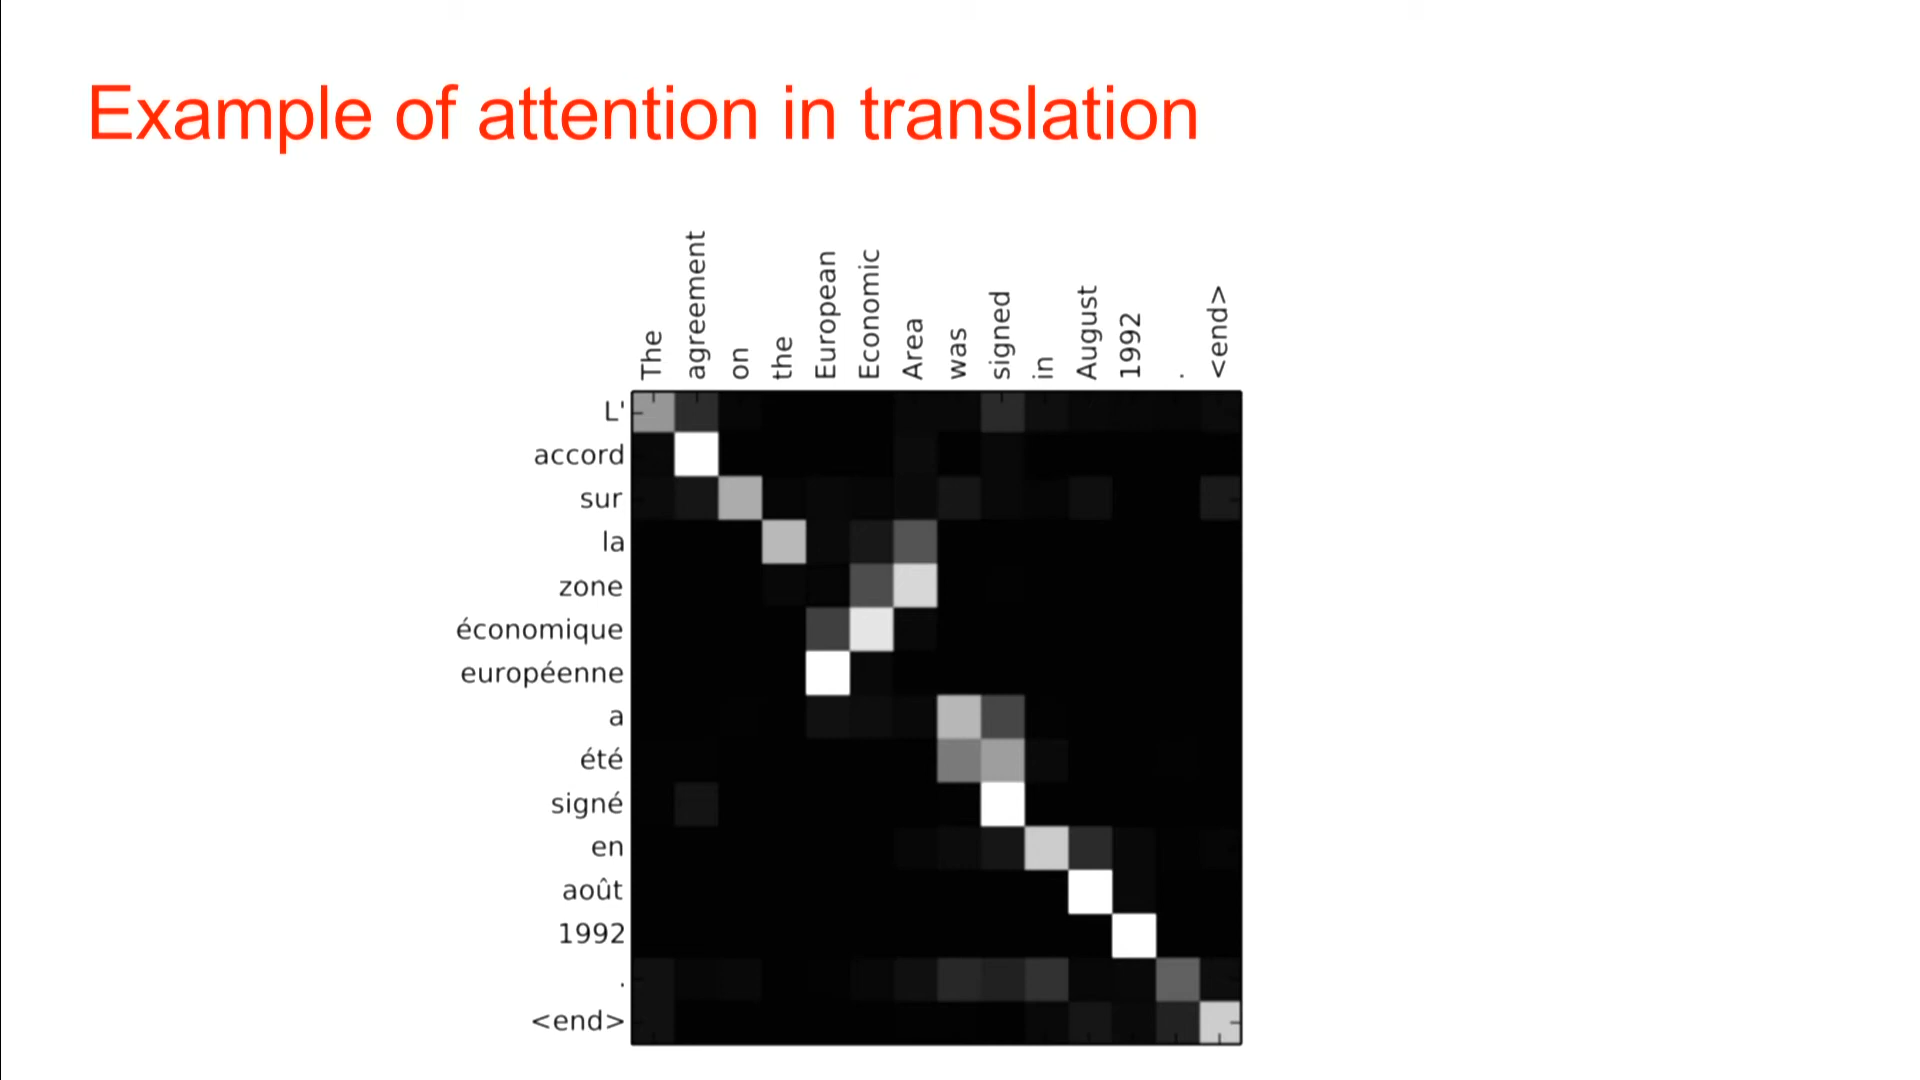 Example of attention in translation
The
agreement
on
the
European
Economic
Area
was
signed
in
August
1992
.
<end>
L'
accord
sur
la
zone
économique
européenne
a
été
signé
en
août
1992
.
<end>